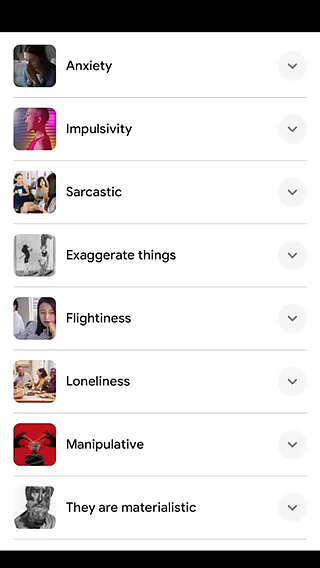 Anxiety
Impulsivity
Sarcastic
Exaggerate things
Flightiness
Loneliness
Manipulative
They are materialistic